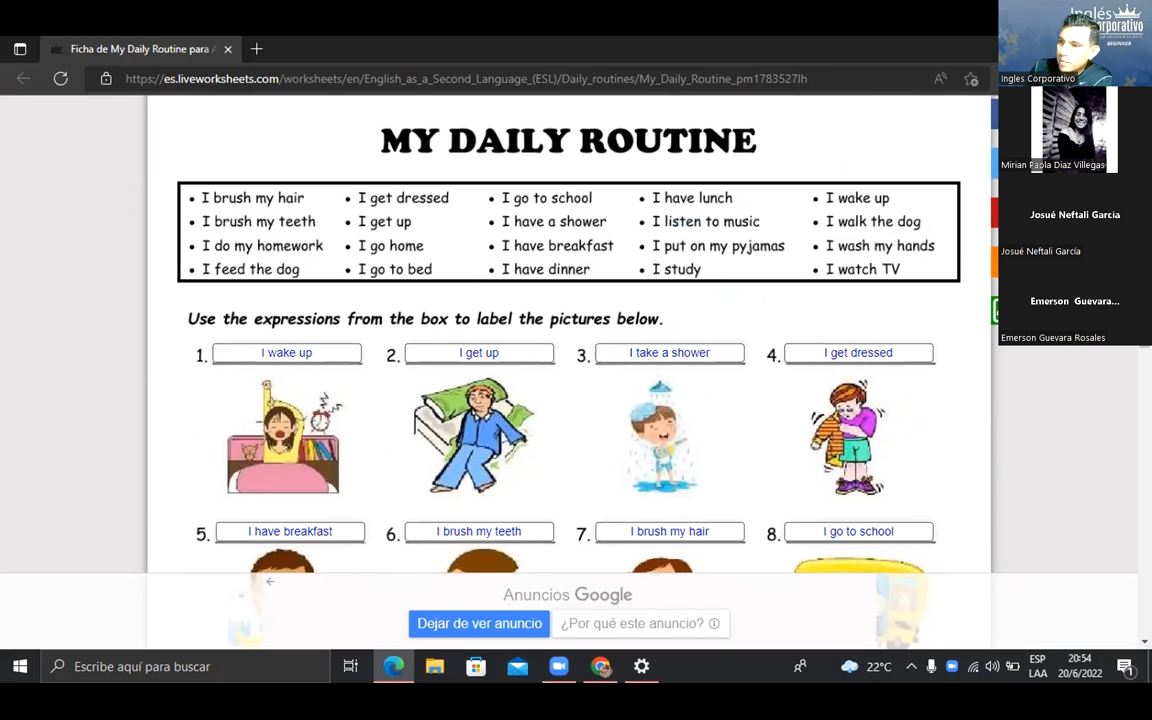 Ficha de My Daily Routine para
https://es.liveworksheets.com/worksheets/en/English_as_a_Second_Language_(ESL)/Daily_routines/My_Daily_Routine_pm1783527lh
Inglés
Corporativo
BEGINNER
Ingles Corporativo
Mirian Paola Diaz Villegas
Josué Neftali García
Josué Neftali García
Emerson Guevara...
Emerson Guevara Rosales
MY DAILY ROUTINE
• I brush my hair • I get dressed • I go to school • I have lunch • I wake up
• I brush my teeth • I get up • I have a shower • I listen to music • I walk the dog
• I do my homework • I go home • I have breakfast • I put on my pyjamas • I wash my hands
• I feed the dog • I go to bed • I have dinner • I study • I watch TV
Use the expressions from the box to label the pictures below.
1. I wake up 2. I get up 3. I take a shower 4. I get dressed
5. I have breakfast 6. I brush my teeth 7. I brush my hair 8. I go to school
Anuncios Google
Dejar de ver anuncio ¿Por qué este anuncio?
Escribe aquí para buscar
22°C
ESP
LAA
20:54
20/6/2022
1